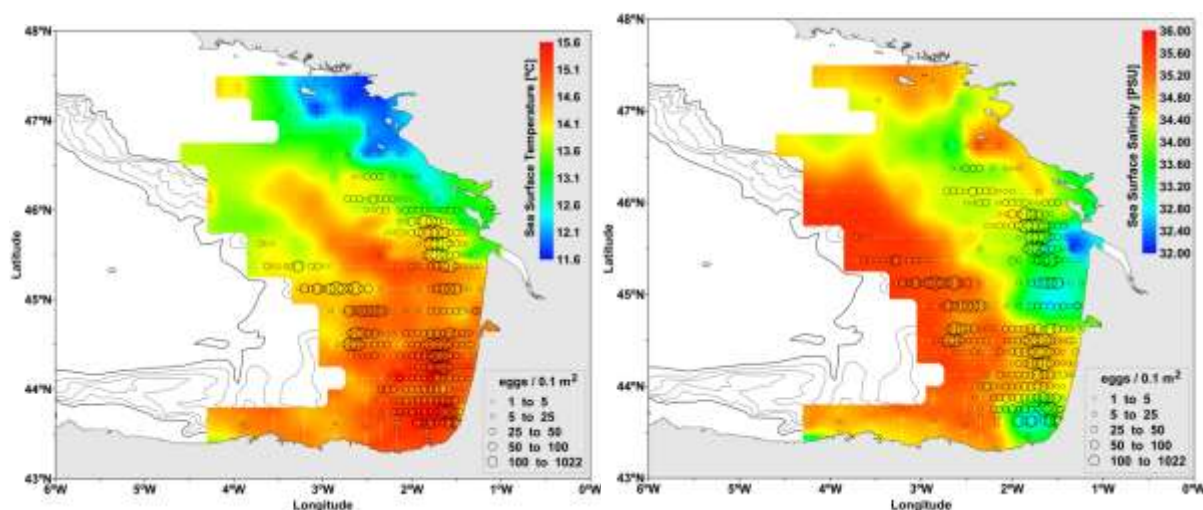 48°N
47°N
46°N
45°N
44°N
43°N
Latitude
6°W 5°W 4°W 3°W 2°W 1°W 0°W
Longitude
Sea Surface Temperature [ºC]
15.6
15.1
14.6
14.1
13.6
13.1
12.6
12.1
11.6
eggs / 0.1 m²
1 to 5
5 to 25
25 to 50
50 to 100
100 to 1022
48°N
47°N
46°N
45°N
44°N
43°N
Latitude
6°W 5°W 4°W 3°W 2°W 1°W 0°W
Longitude
Sea Surface Salinity [PSU]
36.00
35.60
35.20
34.80
34.40
34.00
33.60
33.20
32.80
32.40
32.00
eggs / 0.1 m²
1 to 5
5 to 25
25 to 50
50 to 100
100 to 1022